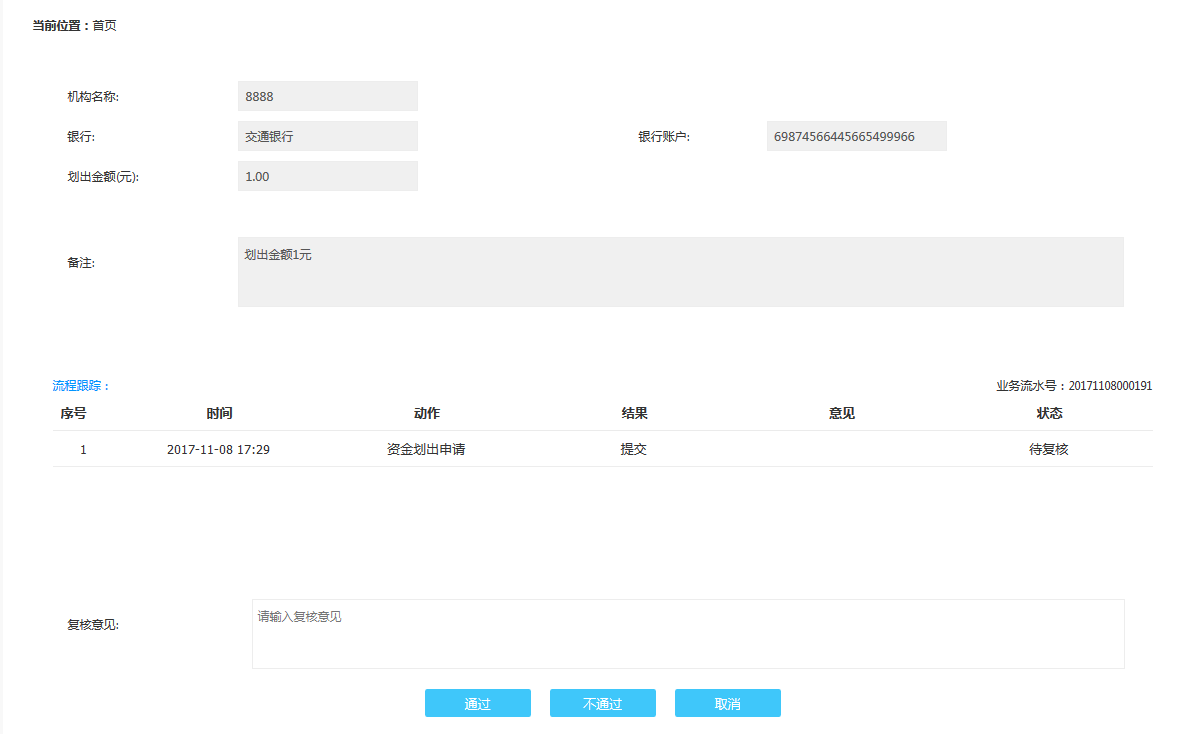 当前位置：首页
机构名称: 8888
银行: 交通银行 银行账户: 69874566445665499966
划出金额(元): 1.00
备注: 划出金额1元
流程跟踪： 业务流水号：20171108000191
序号 时间 动作 结果 意见 状态
1 2017-11-08 17:29 资金划出申请 提交 待复核
复核意见: 请输入复核意见
通过 不通过 取消